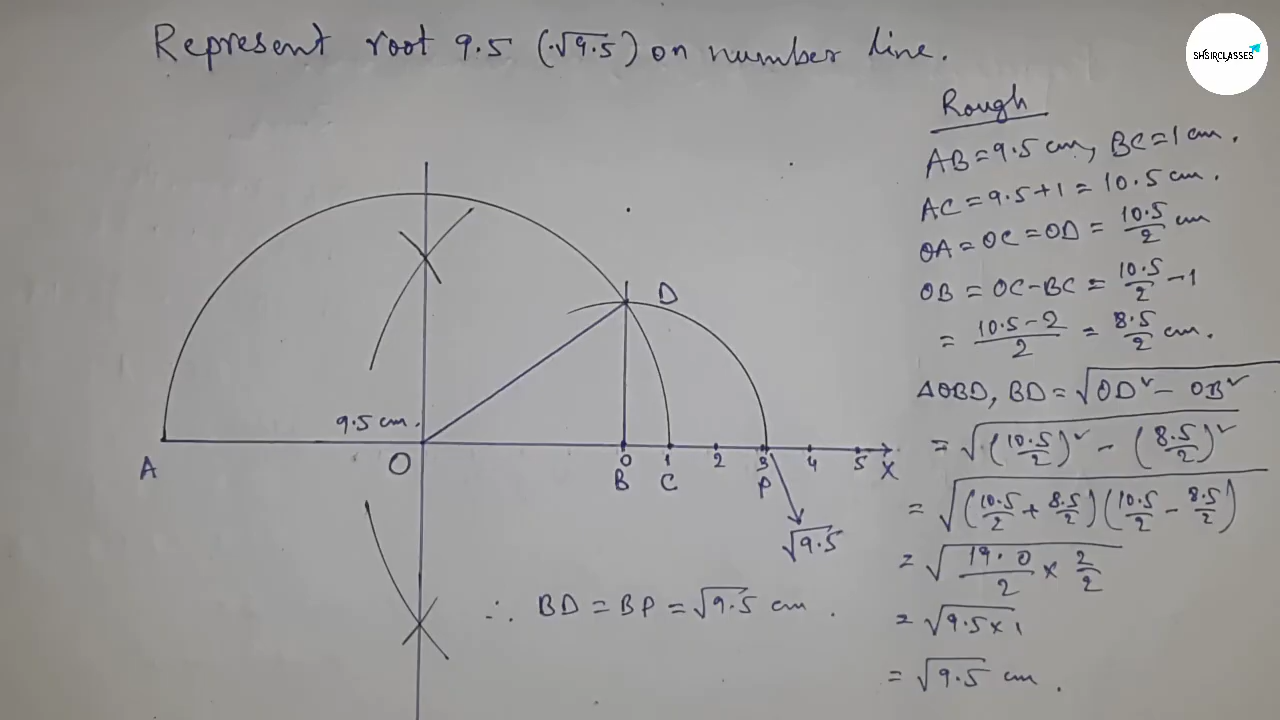 Represent root 9.5 (√9.5) on number line.
SHSIRCLASSES
Rough
AB = 9.5 cm, BC = 1 cm.
AC = 9.5 + 1 = 10.5 cm.
OA = OC = OD = 10.5/2 cm
OB = OC - BC = 10.5/2 - 1
= (10.5 - 2)/2 = 8.5/2 cm.
ΔOBD, BD = √(OD² - OB²)
= √((10.5/2)² - (8.5/2)²)
= √((10.5/2 + 8.5/2)(10.5/2 - 8.5/2))
= √(19.0/2 × 2/2)
= √(9.5 × 1)
= √9.5 cm.
D
9.5 cm.
A O B C P X
0 1 2 3 4 5
√9.5
∴ BD = BP = √9.5 cm.